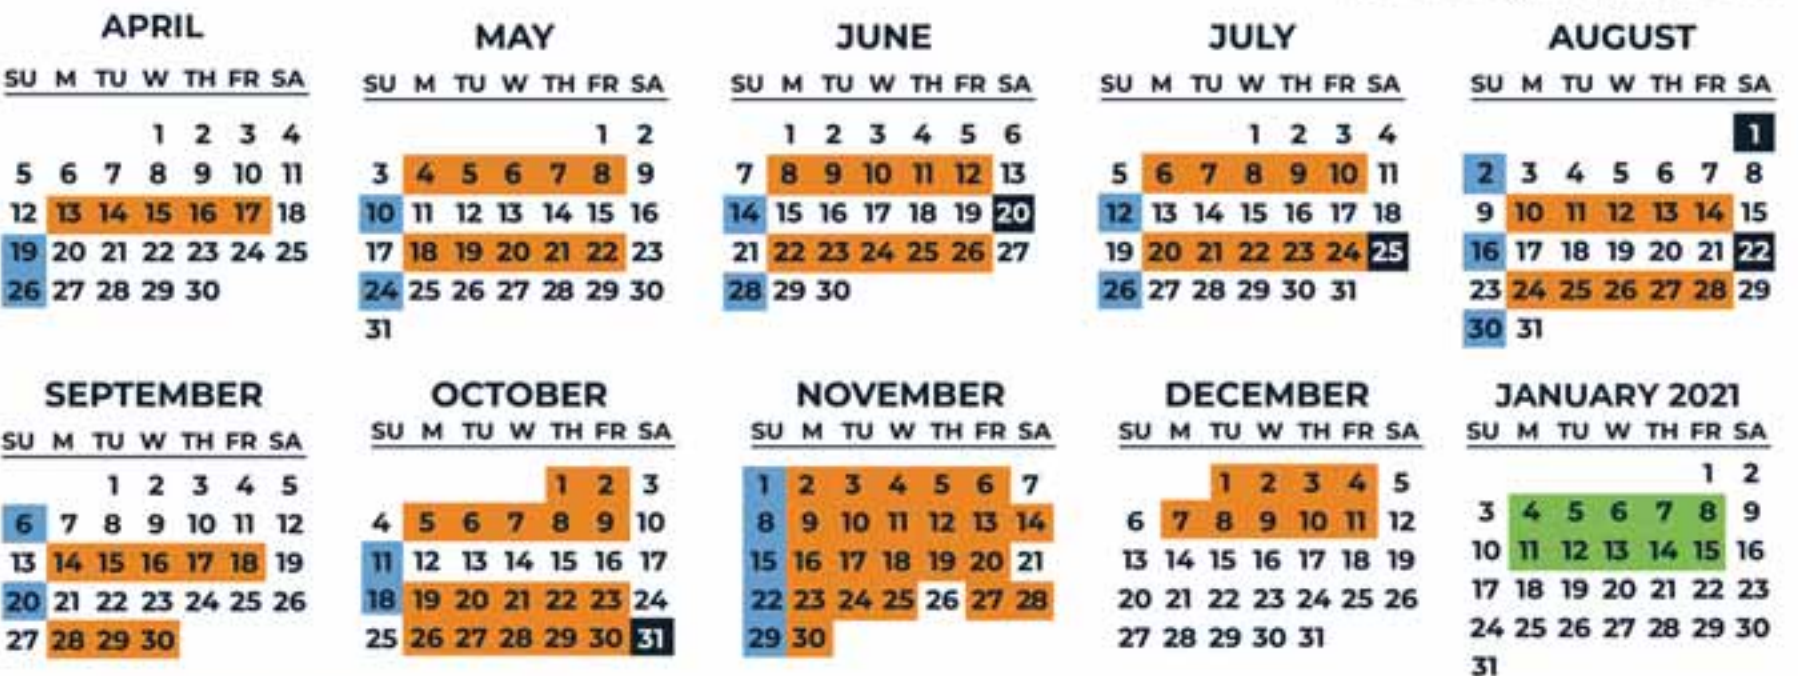 APRIL
SU M TU W TH FR SA
1 2 3 4
5 6 7 8 9 10 11
12 13 14 15 16 17 18
19 20 21 22 23 24 25
26 27 28 29 30
MAY
SU M TU W TH FR SA
1 2
3 4 5 6 7 8 9
10 11 12 13 14 15 16
17 18 19 20 21 22 23
24 25 26 27 28 29 30
31
JUNE
SU M TU W TH FR SA
1 2 3 4 5 6
7 8 9 10 11 12 13
14 15 16 17 18 19 20
21 22 23 24 25 26 27
28 29 30
JULY
SU M TU W TH FR SA
1 2 3 4
5 6 7 8 9 10 11
12 13 14 15 16 17 18
19 20 21 22 23 24 25
26 27 28 29 30 31
AUGUST
SU M TU W TH FR SA
1
2 3 4 5 6 7 8
9 10 11 12 13 14 15
16 17 18 19 20 21 22
23 24 25 26 27 28 29
30 31
SEPTEMBER
SU M TU W TH FR SA
1 2 3 4 5
6 7 8 9 10 11 12
13 14 15 16 17 18 19
20 21 22 23 24 25 26
27 28 29 30
OCTOBER
SU M TU W TH FR SA
1 2 3
4 5 6 7 8 9 10
11 12 13 14 15 16 17
18 19 20 21 22 23 24
25 26 27 28 29 30 31
NOVEMBER
SU M TU W TH FR SA
1 2 3 4 5 6 7
8 9 10 11 12 13 14
15 16 17 18 19 20 21
22 23 24 25 26 27 28
29 30
DECEMBER
SU M TU W TH FR SA
1 2 3 4 5
6 7 8 9 10 11 12
13 14 15 16 17 18 19
20 21 22 23 24 25 26
27 28 29 30 31
JANUARY 2021
SU M TU W TH FR SA
1 2
3 4 5 6 7 8 9
10 11 12 13 14 15 16
17 18 19 20 21 22 23
24 25 26 27 28 29 30
31